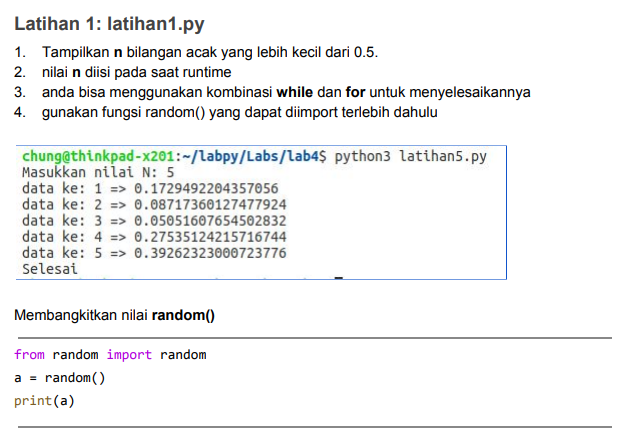 Latihan 1: latihan1.py
1. Tampilkan n bilangan acak yang lebih kecil dari 0.5.
2. nilai n diisi pada saat runtime
3. anda bisa menggunakan kombinasi while dan for untuk menyelesaikannya
4. gunakan fungsi random() yang dapat diimport terlebih dahulu
chung@thinkpad-x201:~/labpy/Labs/lab4$ python3 latihan5.py
Masukkan nilai N: 5
data ke: 1 => 0.1729492204357056
data ke: 2 => 0.08717360127477924
data ke: 3 => 0.05051607654502832
data ke: 4 => 0.27535124215716744
data ke: 5 => 0.39262323000723776
Selesai
Membangkitkan nilai random()
from random import random
a = random()
print(a)